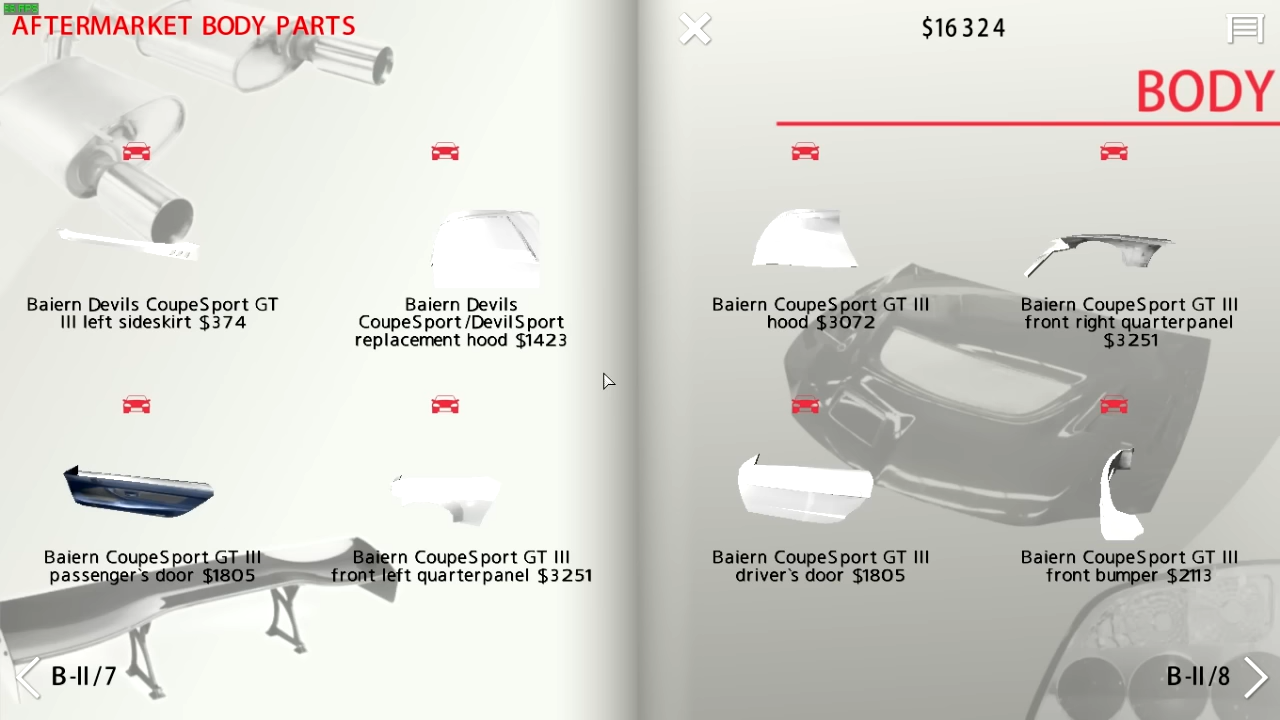 AFTERMARKET BODY PARTS
$16324
BODY
Baiern Devils CoupeSport GT
III left sideskirt $374
Baiern Devils
CoupeSport/DevilSport
replacement hood $1423
Baiern CoupeSport GT III
hood $3072
Baiern CoupeSport GT III
front right quarterpanel
$3251
Baiern CoupeSport GT III
passenger's door $1805
Baiern CoupeSport GT III
front left quarterpanel $3251
Baiern CoupeSport GT III
driver's door $1805
Baiern CoupeSport GT III
front bumper $2113
B-II/7
B-II/8